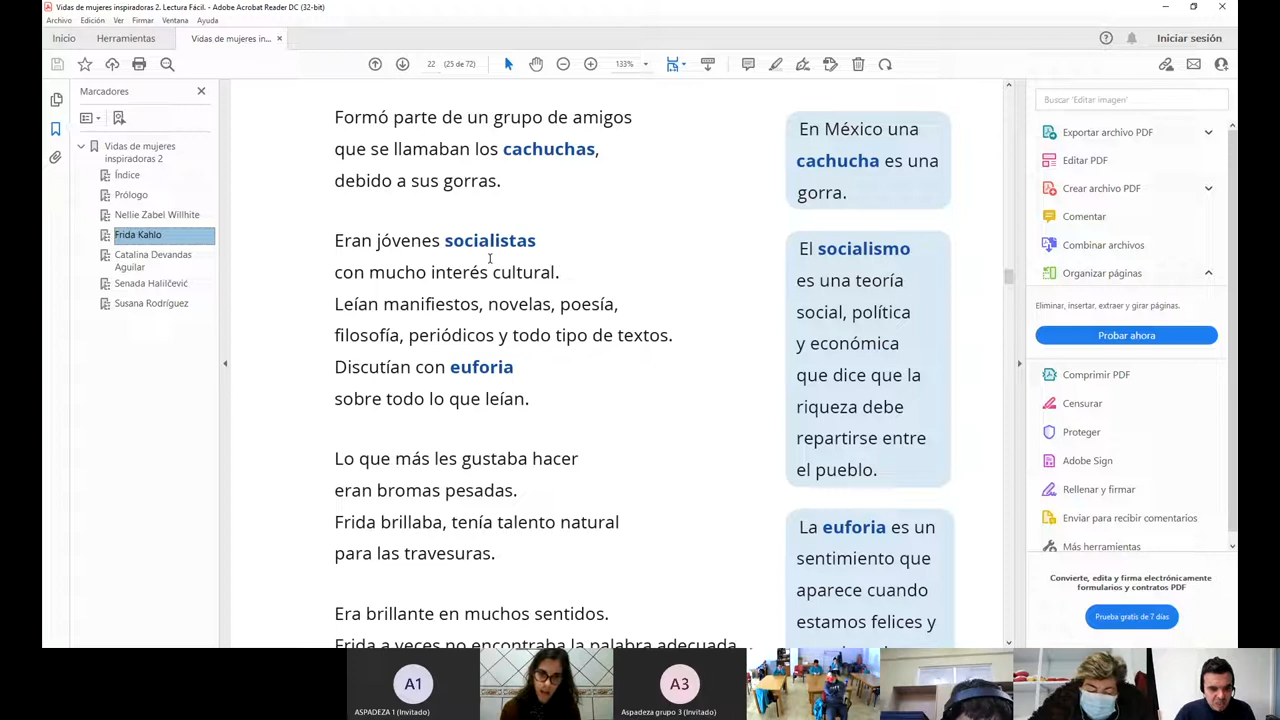 Vidas de mujeres inspiradoras 2. Lectura Fácil. - Adobe Acrobat Reader DC (32-bit)
Archivo Edición Ver Firmar Ventana Ayuda
Inicio Herramientas Vidas de mujeres in... ×
Iniciar sesión
22 (25 de 72) 133%
Marcadores
Vidas de mujeres
inspiradoras 2
Índice
Prólogo
Nellie Zabel Willhite
Frida Kahlo
Catalina Devandas
Aguilar
Senada Halilčević
Susana Rodríguez
Formó parte de un grupo de amigos
que se llamaban los cachuchas,
debido a sus gorras.
Eran jóvenes socialistas
con mucho interés cultural.
Leían manifiestos, novelas, poesía,
filosofía, periódicos y todo tipo de textos.
Discutían con euforia
sobre todo lo que leían.
Lo que más les gustaba hacer
eran bromas pesadas.
Frida brillaba, tenía talento natural
para las travesuras.
Era brillante en muchos sentidos.
Frida a veces no encontraba la palabra adecuada
En México una
cachucha es una
gorra.
El socialismo
es una teoría
social, política
y económica
que dice que la
riqueza debe
repartirse entre
el pueblo.
La euforia es un
sentimiento que
aparece cuando
estamos felices y
Buscar 'Editar imagen'
Exportar archivo PDF
Editar PDF
Crear archivo PDF
Comentar
Combinar archivos
Organizar páginas
Eliminar, insertar, extraer y girar páginas.
Probar ahora
Comprimir PDF
Censurar
Proteger
Adobe Sign
Rellenar y firmar
Enviar para recibir comentarios
Más herramientas
Convierte, edita y firma electrónicamente
formularios y contratos PDF
Prueba gratis de 7 días
A1
ASPADEZA 1 (Invitado)
A3
Aspadeza grupo 3 (Invitado)